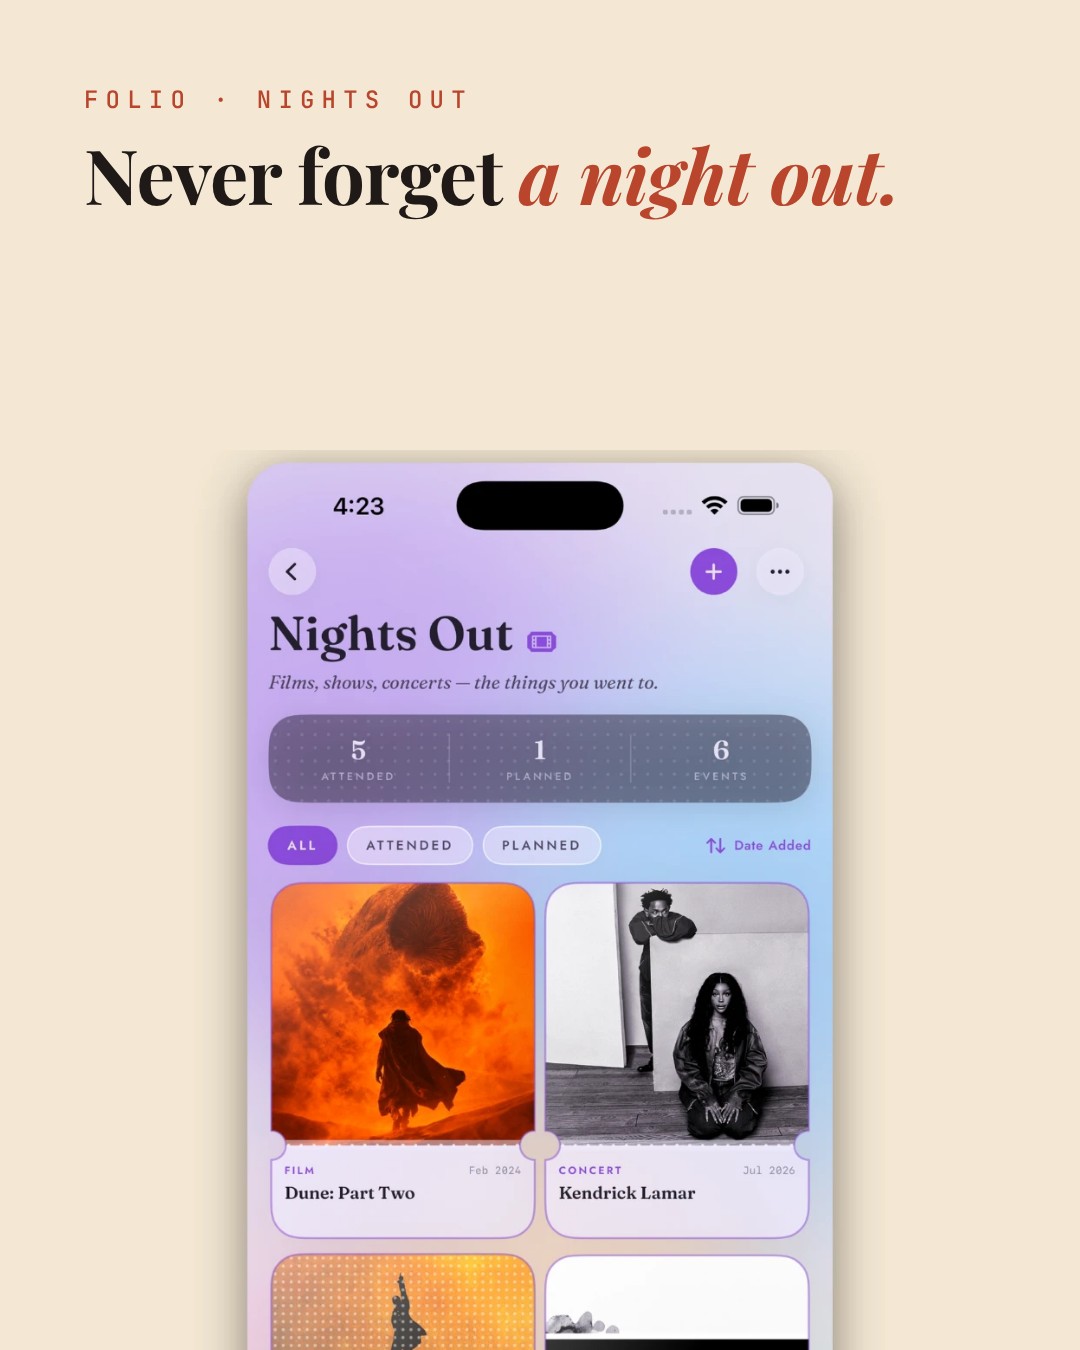 FOLIO · NIGHTS OUT
Never forget a night out.
4:23
Nights Out
Films, shows, concerts — the things you went to.
5 1 6
ATTENDED PLANNED EVENTS
ALL ATTENDED PLANNED Date Added
FILM Feb 2024
Dune: Part Two
CONCERT Jul 2026
Kendrick Lamar